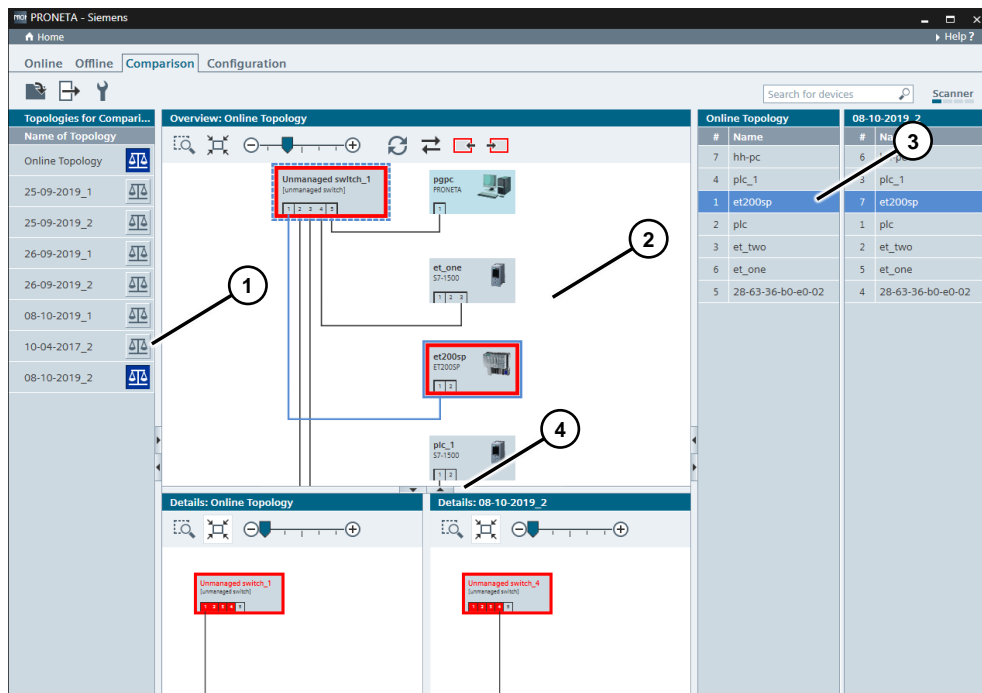 PRONETA - Siemens
Home
Help ?
Online Offline Comparison Configuration
Search for devices
Scanner
Topologies for Compari...
Name of Topology
Online Topology
25-09-2019_1
25-09-2019_2
26-09-2019_1
26-09-2019_2
08-10-2019_1
10-04-2017_2
08-10-2019_2
1
Overview: Online Topology
Unmanaged switch_1
[unmanaged switch]
1 2 3 4 5
pgpc
PRONETA
1
et_one
S7-1500
1 2 3
2
et200sp
ET200SP
1 2
plc_1
S7-1500
1 2
4
Online Topology
# Name
7 hh-pc
4 plc_1
1 et200sp
2 plc
3 et_two
6 et_one
5 28-63-36-b0-e0-02
08-10-2019_2
#
6
3 plc_1
7 et200sp
1 plc
2 et_two
5 et_one
4 28-63-36-b0-e0-02
3
Details: Online Topology
Unmanaged switch_1
[unmanaged switch]
1 2 3 4 5
Details: 08-10-2019_2
Unmanaged switch_4
[unmanaged switch]
1 2 3 4 5